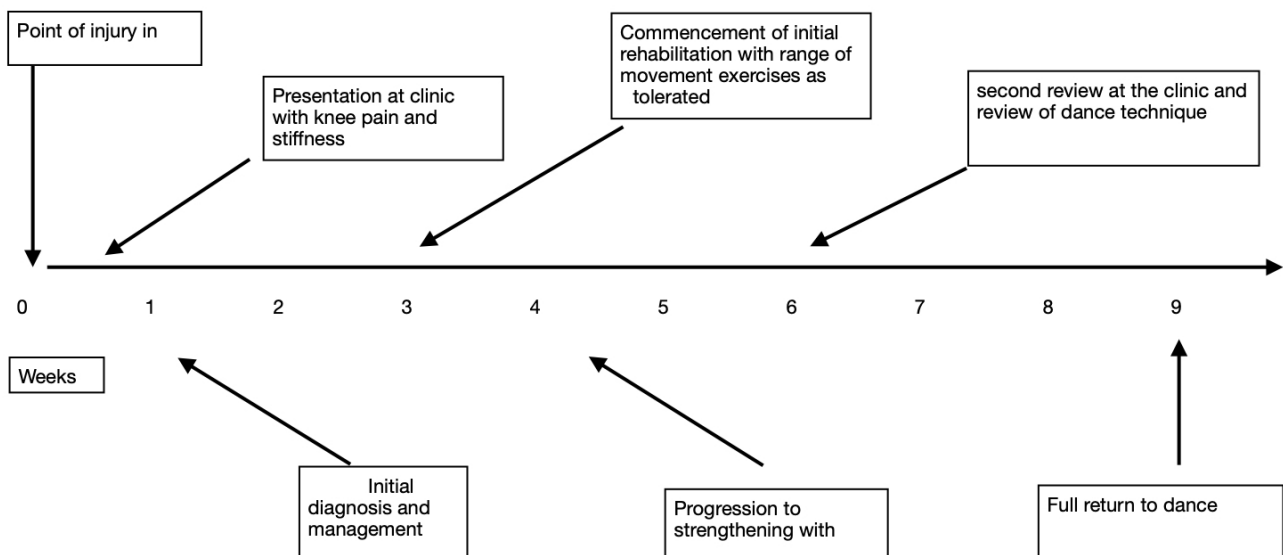 Point of injury in
Commencement of initial
rehabilitation with range of
movement exercises as
tolerated
Presentation at clinic
with knee pain and
stiffness
second review at the clinic and
review of dance technique
0 1 2 3 4 5 6 7 8 9
Weeks
Initial
diagnosis and
management
Progression to
strengthening with
Full return to dance